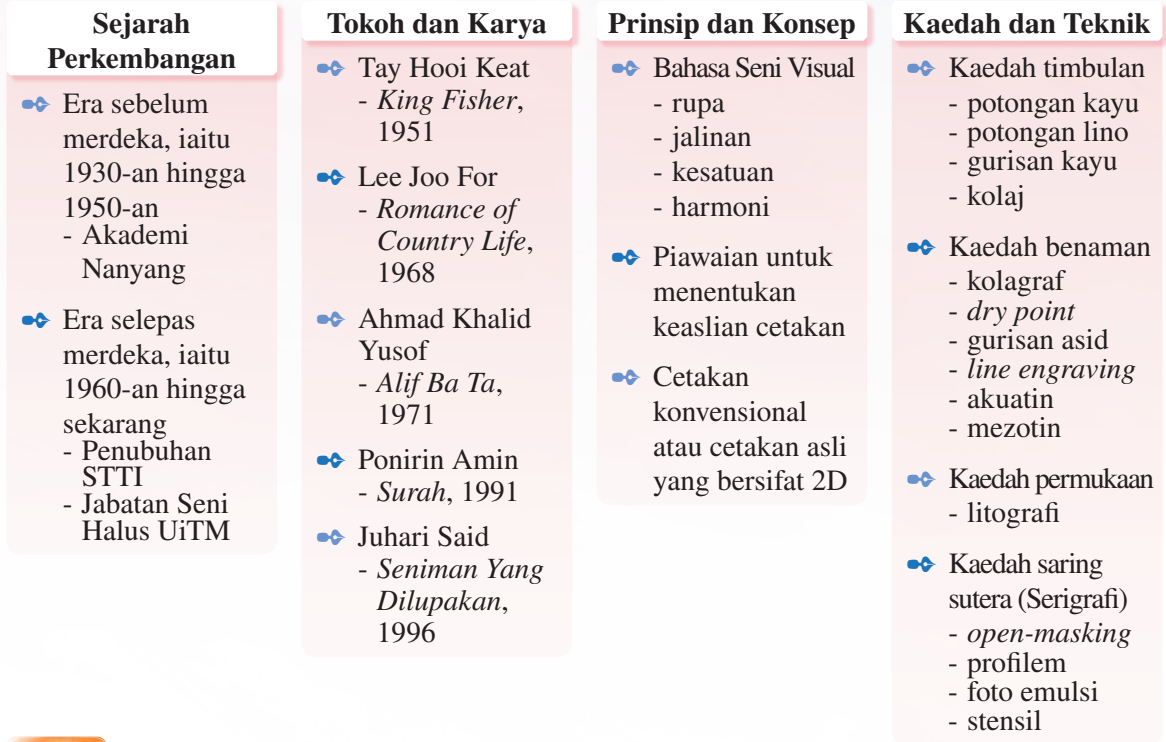 Sejarah
Perkembangan
Era sebelum
merdeka, iaitu
1930-an hingga
1950-an
- Akademi
Nanyang
Era selepas
merdeka, iaitu
1960-an hingga
sekarang
- Penubuhan
STTI
- Jabatan Seni
Halus UiTM
Tokoh dan Karya
Tay Hooi Keat
- King Fisher,
1951
Lee Joo For
- Romance of
Country Life,
1968
Ahmad Khalid
Yusof
- Alif Ba Ta,
1971
Ponirin Amin
- Surah, 1991
Juhari Said
- Seniman Yang
Dilupakan,
1996
Prinsip dan Konsep
Bahasa Seni Visual
- rupa
- jalinan
- kesatuan
- harmoni
Piawaian untuk
menentukan
keaslian cetakan
Cetakan
konvensional
atau cetakan asli
yang bersifat 2D
Kaedah dan Teknik
Kaedah timbulan
- potongan kayu
- potongan lino
- gurisan kayu
- kolaj
Kaedah benaman
- kolagraf
- dry point
- gurisan asid
- line engraving
- akuatin
- mezotin
Kaedah permukaan
- litografi
Kaedah saring
sutera (Serigrafi)
- open-masking
- profilem
- foto emulsi
- stensil